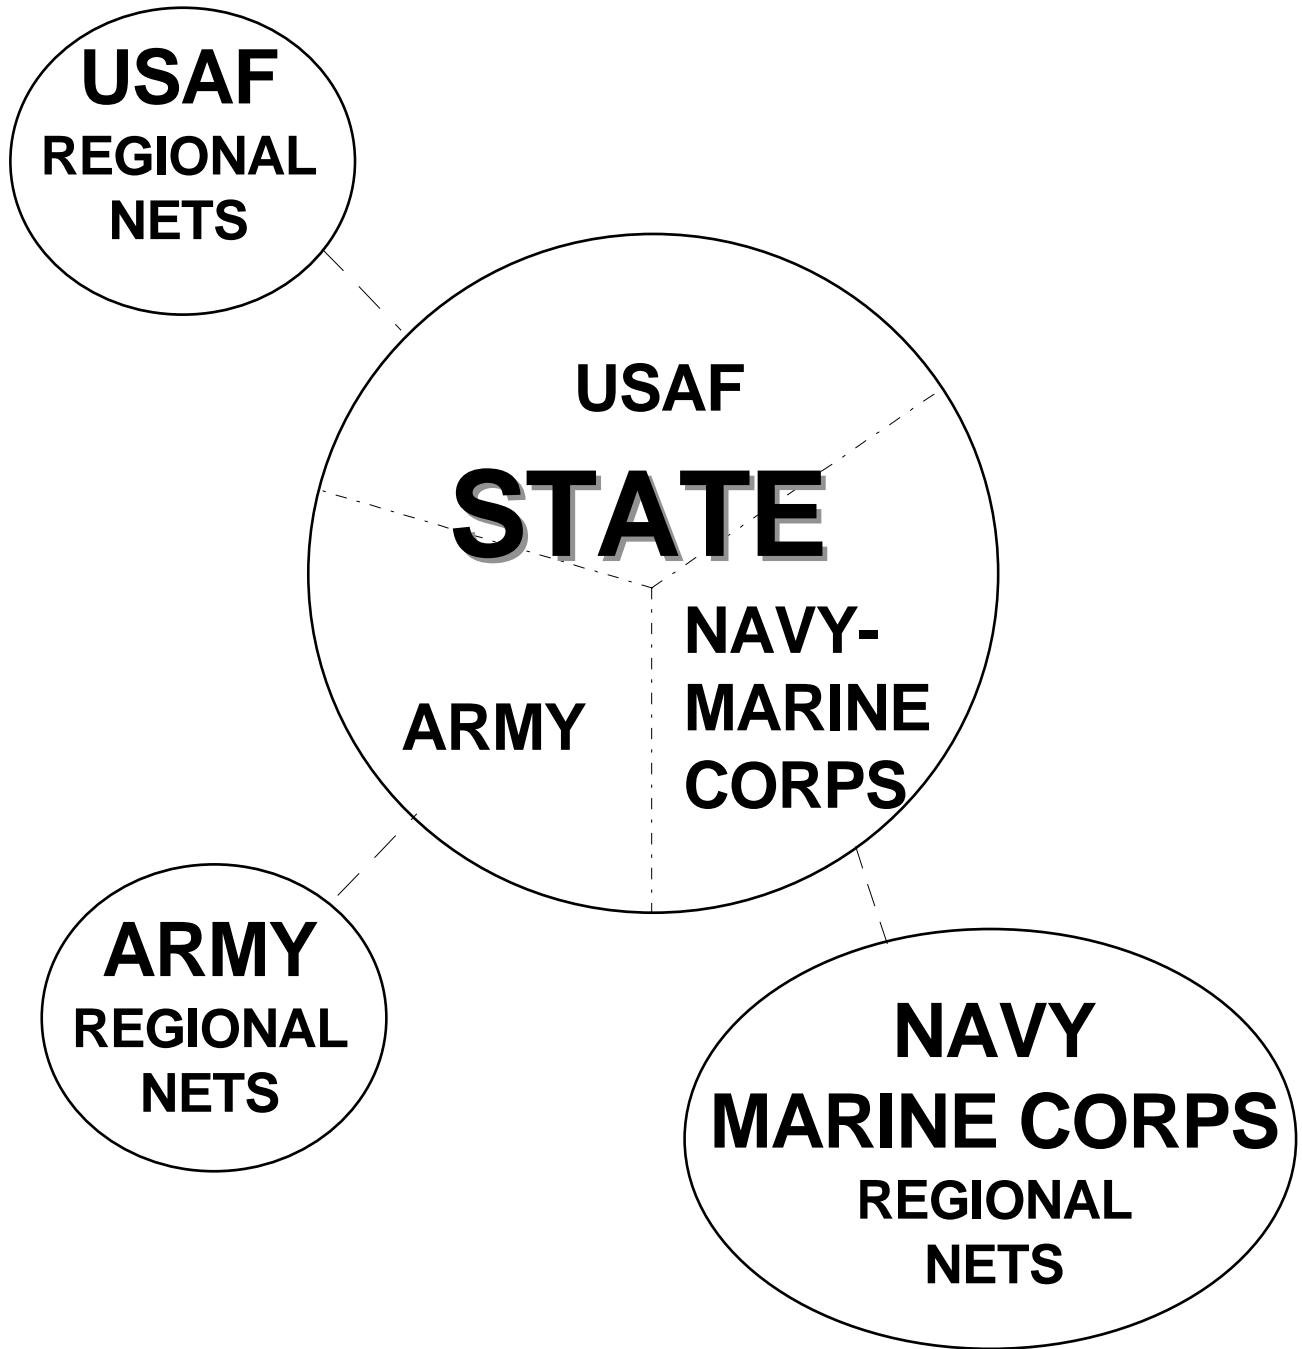 USAF
REGIONAL
NETS
USAF
STATE
NAVY-
MARINE
CORPS
ARMY
ARMY
REGIONAL
NETS
NAVY
MARINE CORPS
REGIONAL
NETS